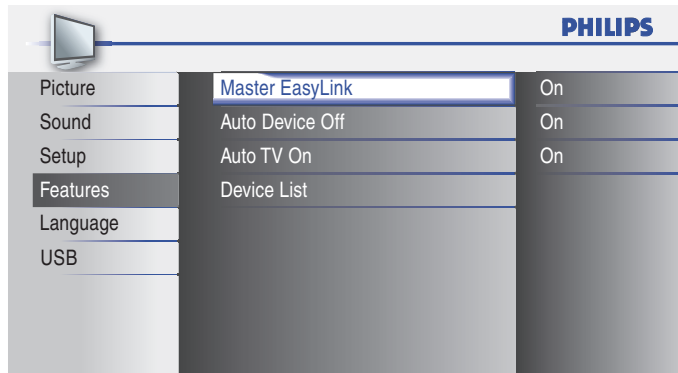 PHILIPS
Picture
Sound
Setup
Features
Language
USB
Master EasyLink
Auto Device Off
Auto TV On
Device List
On
On
On